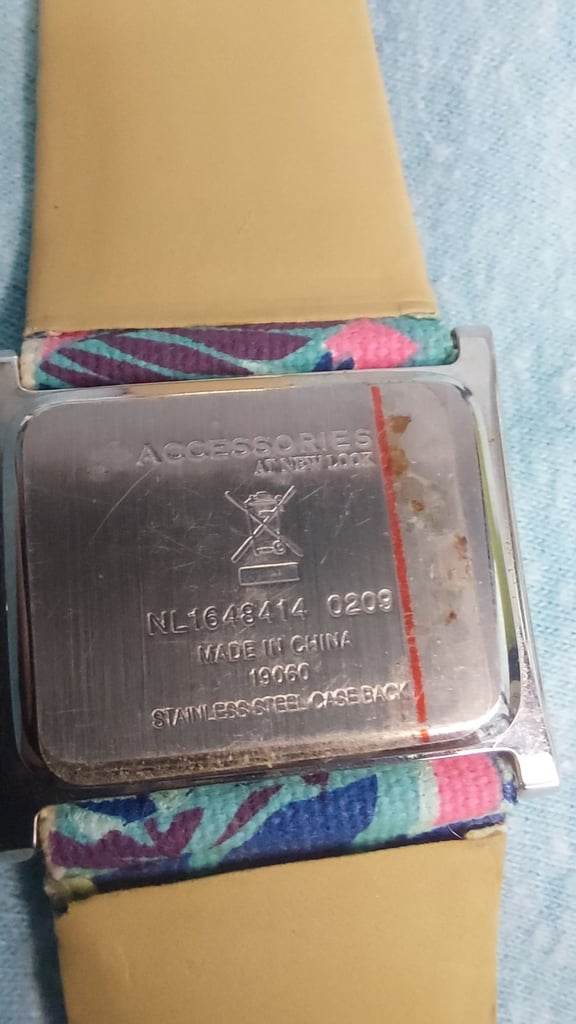 ACCESSORIES
AT NEW LOOK
NL1648414 0209
MADE IN CHINA
19060
STAINLESS STEEL CASE BACK